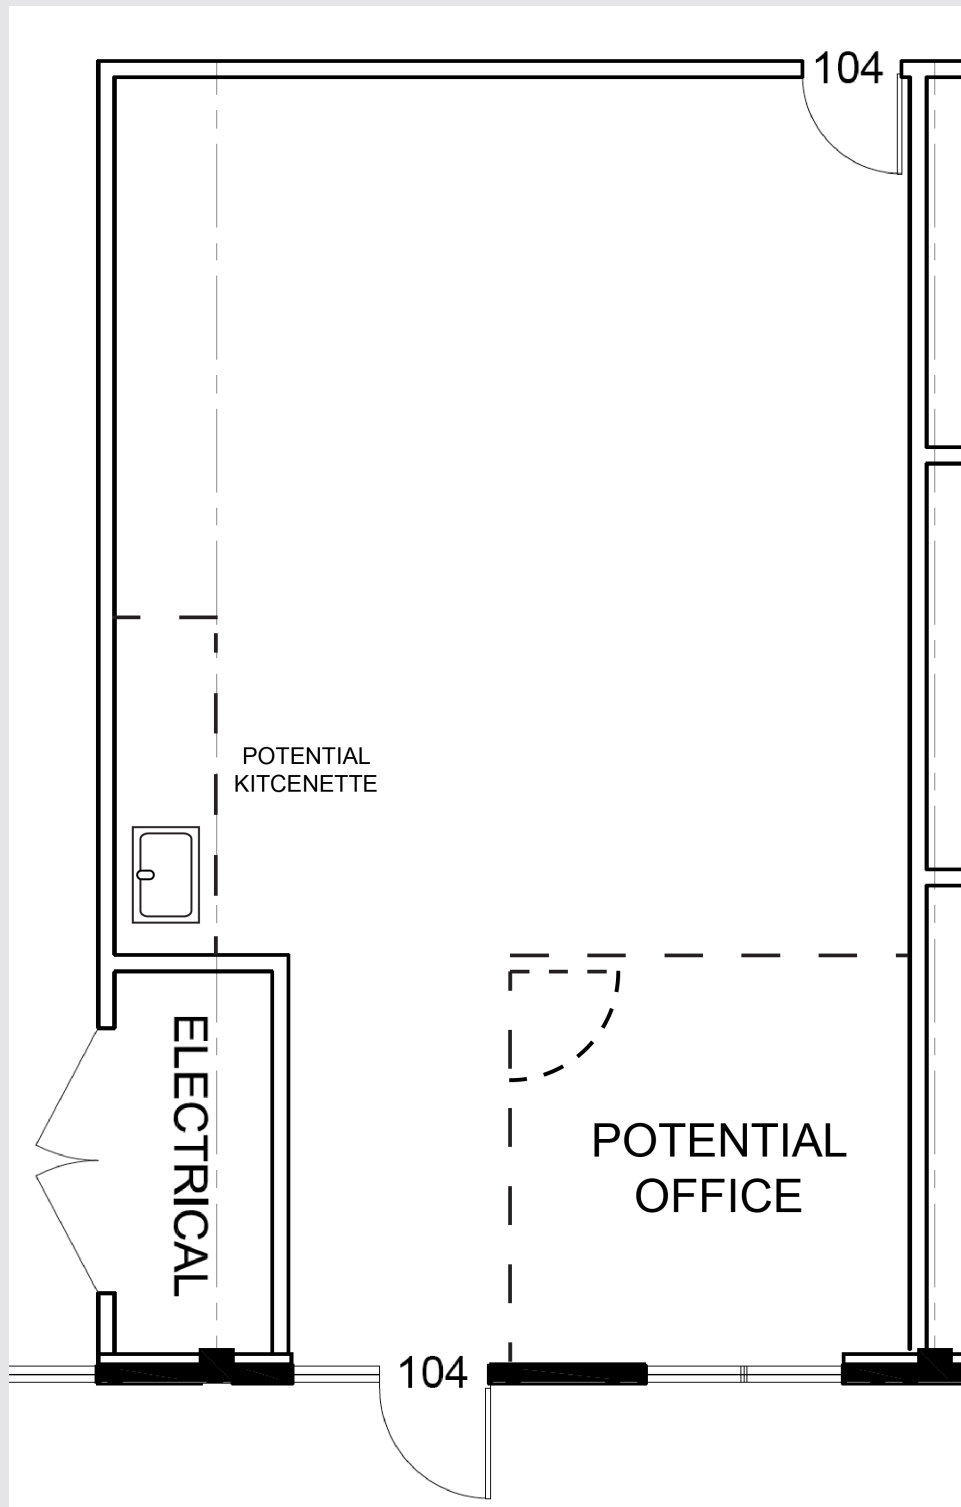 104
POTENTIAL
KITCENETTE
ELECTRICAL
POTENTIAL
OFFICE
104